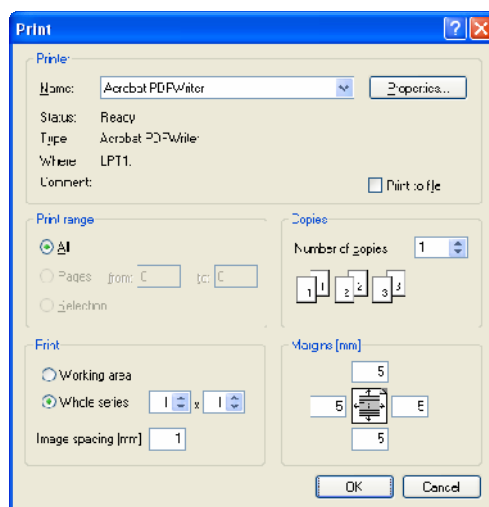 Print
Printer
Name: Acrobat PDFWriter Properties...
Status: Ready
Type Acrobat PDFWriter
Where LPT1:
Comment:
Print to file
Print range
All
Pages from: 0 to: 0
Selection
Copies
Number of copies 1
1 1 2 2 3 3
Print
Working area
Whole series 1 x 1
Image spacing [mm] 1
Margins [mm]
5
5 5
5
OK Cancel